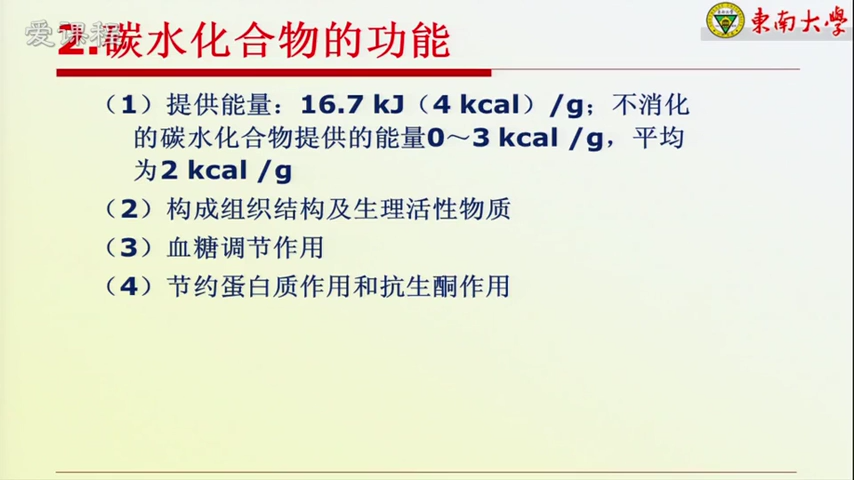 爱课程
2.碳水化合物的功能
東南大學
（1）提供能量：16.7 kJ（4 kcal）/g；不消化
的碳水化合物提供的能量0～3 kcal /g，平均
为2 kcal /g
（2）构成组织结构及生理活性物质
（3）血糖调节作用
（4）节约蛋白质作用和抗生酮作用